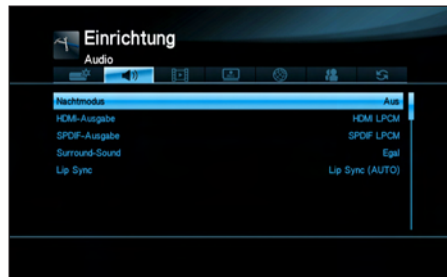 Einrichtung
Audio
Nachtmodus Aus
HDMI-Ausgabe HDMI LPCM
SPDIF-Ausgabe SPDIF LPCM
Surround-Sound Egal
Lip Sync Lip Sync (AUTO)